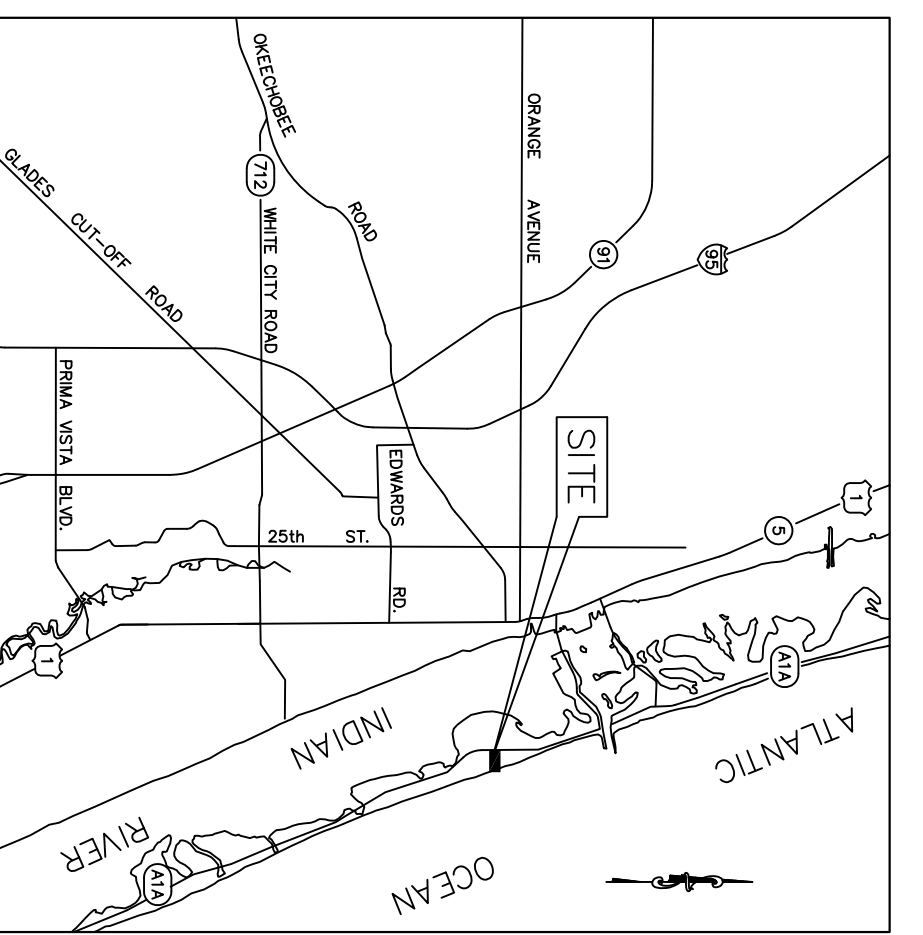 OKEECHOBEE
ROAD
ORANGE AVENUE
91
95
712
WHITE CITY ROAD
GLADES CUT-OFF ROAD
PRIMA VISTA BLVD.
EDWARDS RD.
25th ST.
SITE
1
5
A1A
1
A1A
INDIAN
RIVER
ATLANTIC
OCEAN